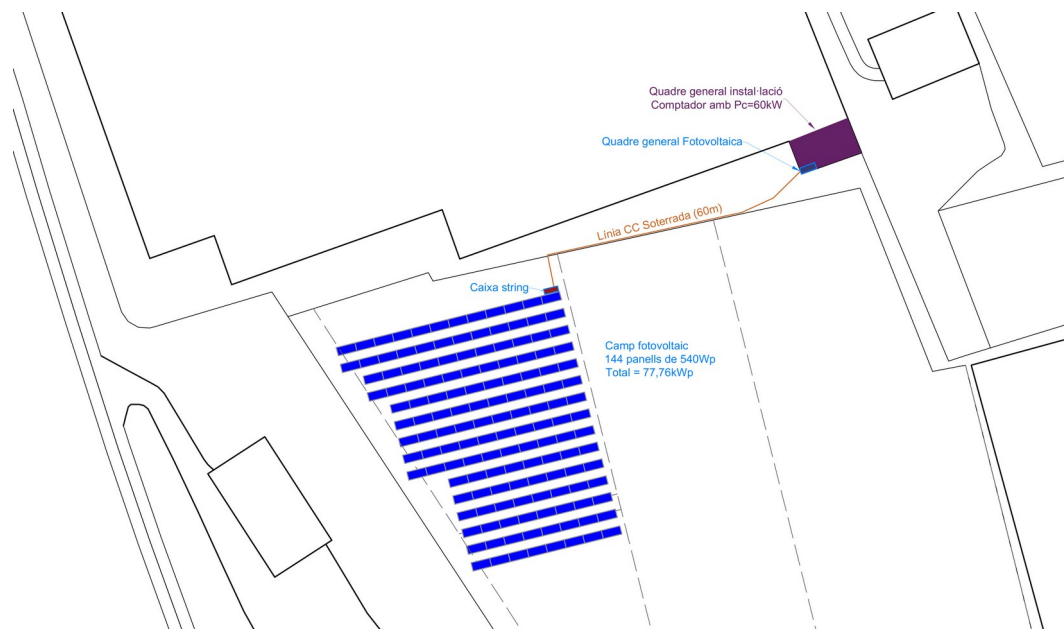 Quadre general instal·lació
Comptador amb Pc=60kW
Quadre general Fotovoltaica
Línia CC Soterrada (60m)
Caixa string
Camp fotovoltaic
144 panells de 540Wp
Total = 77,76kWp